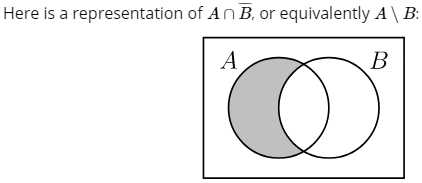 Here is a representation of A ∩ B̅, or equivalently A \ B:
A B